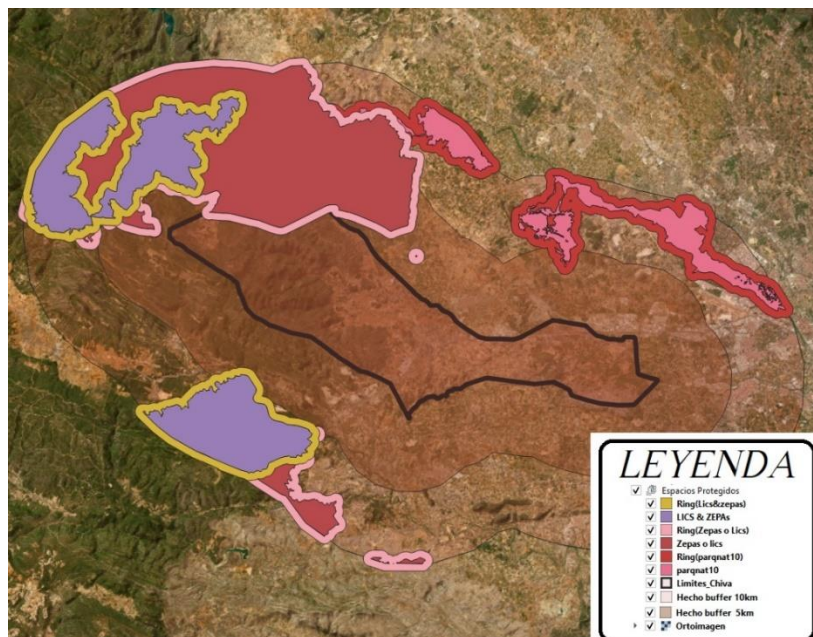 LEYENDA
Espacios Protegidos
Ring(Lics&zepas)
LICS & ZEPAs
Ring(Zepas o Lics)
Zepas o lics
Ring(parqnat10)
parqnat10
Limites_Chiva
Hecho buffer 10km
Hecho buffer 5km
Ortoimagen